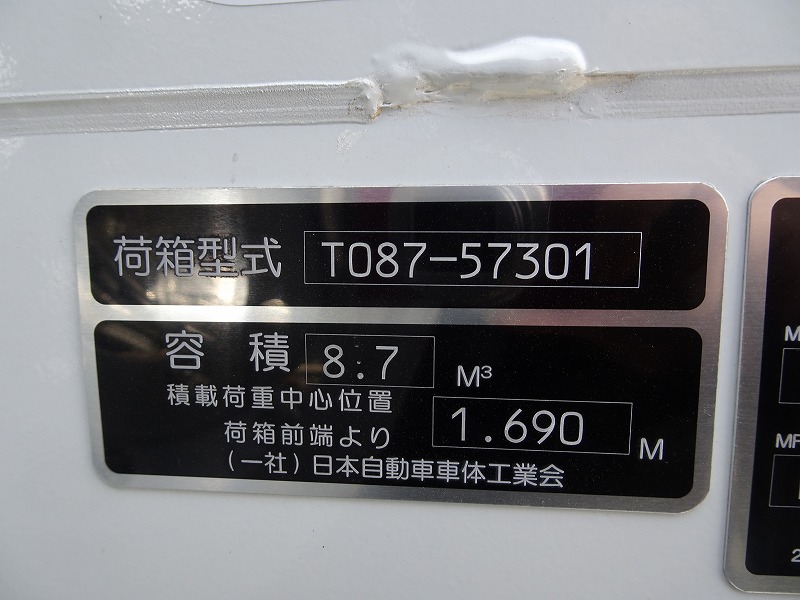 荷箱型式 T087-57301
容積 8.7 M³
積載荷重中心位置
荷箱前端より 1.690 M
(一社)日本自動車車体工業会
M
MF
2